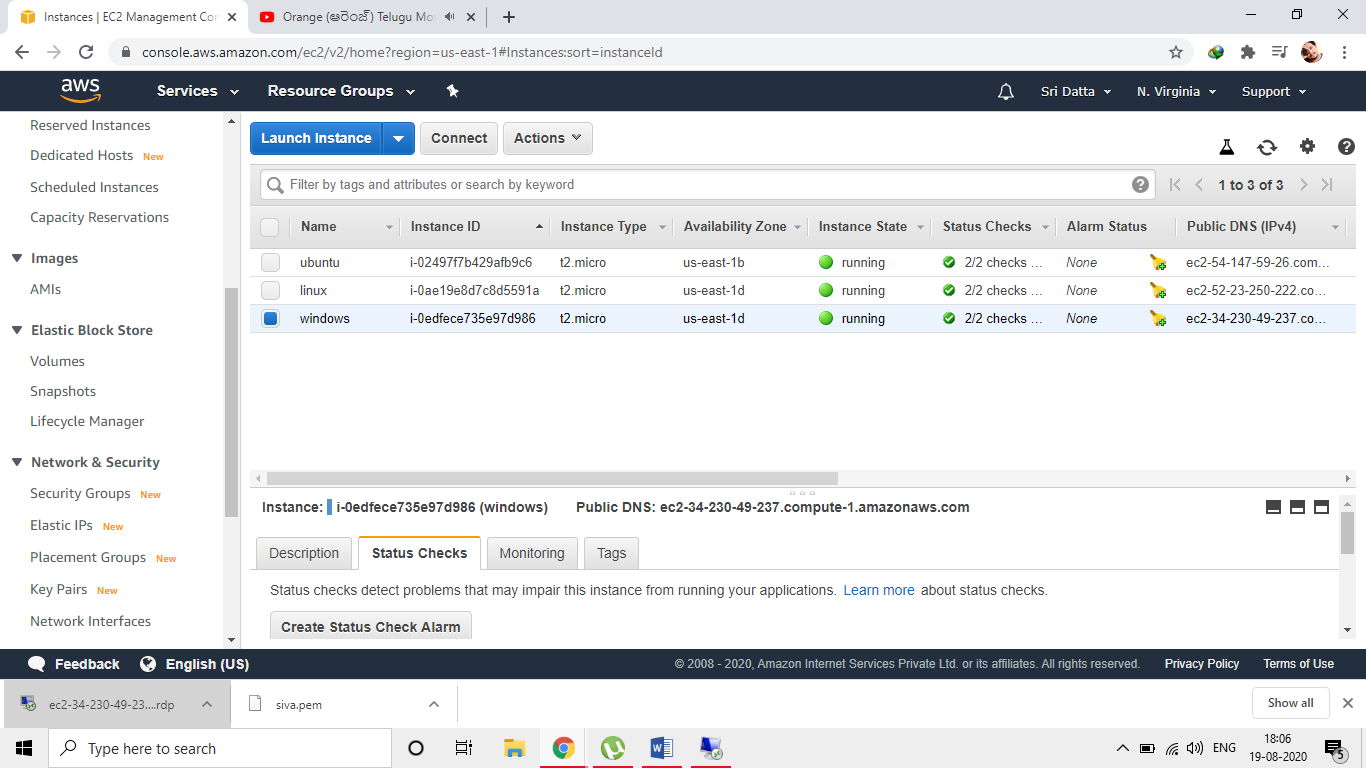 Instances | EC2 Management Con
Orange (ఆరెంజ్) Telugu Mo
console.aws.amazon.com/ec2/v2/home?region=us-east-1#Instances:sort=instanceId
aws Services Resource Groups Sri Datta N. Virginia Support
Reserved Instances
Dedicated Hosts New
Scheduled Instances
Capacity Reservations
Images
AMIs
Elastic Block Store
Volumes
Snapshots
Lifecycle Manager
Network & Security
Security Groups New
Elastic IPs New
Placement Groups New
Key Pairs New
Network Interfaces
Launch Instance Connect Actions
Filter by tags and attributes or search by keyword 1 to 3 of 3
Name Instance ID Instance Type Availability Zone Instance State Status Checks Alarm Status Public DNS (IPv4)
ubuntu i-02497f7b429afb9c6 t2.micro us-east-1b running 2/2 checks ... None ec2-54-147-59-26.com...
linux i-0ae19e8d7c8d5591a t2.micro us-east-1d running 2/2 checks ... None ec2-52-23-250-222.co...
windows i-0edfece735e97d986 t2.micro us-east-1d running 2/2 checks ... None ec2-34-230-49-237.co...
Instance: i-0edfece735e97d986 (windows) Public DNS: ec2-34-230-49-237.compute-1.amazonaws.com
Description Status Checks Monitoring Tags
Status checks detect problems that may impair this instance from running your applications. Learn more about status checks.
Create Status Check Alarm
Feedback English (US) © 2008 - 2020, Amazon Internet Services Private Ltd. or its affiliates. All rights reserved. Privacy Policy Terms of Use
ec2-34-230-49-23....rdp siva.pem Show all
Type here to search ENG 18:06
19-08-2020 5